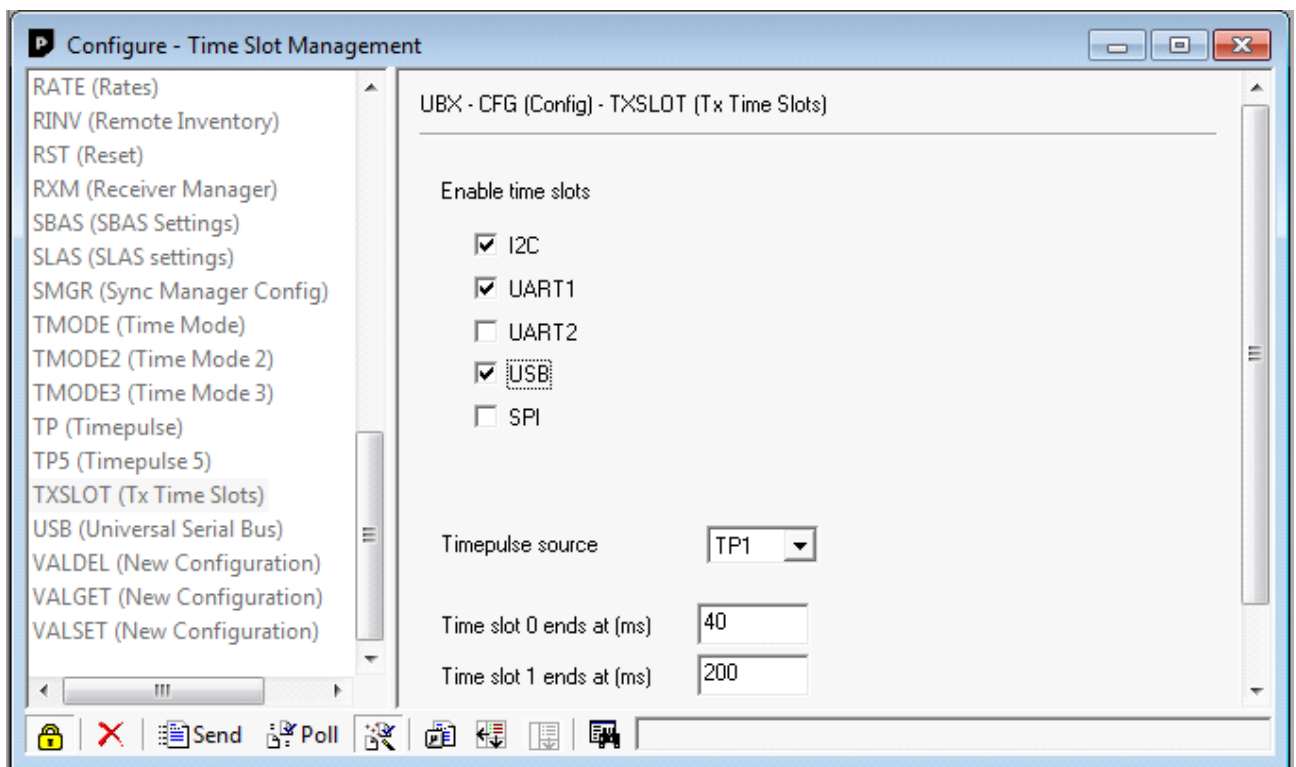 Configure - Time Slot Management
RATE (Rates)
RINV (Remote Inventory)
RST (Reset)
RXM (Receiver Manager)
SBAS (SBAS Settings)
SLAS (SLAS settings)
SMGR (Sync Manager Config)
TMODE (Time Mode)
TMODE2 (Time Mode 2)
TMODE3 (Time Mode 3)
TP (Timepulse)
TP5 (Timepulse 5)
TXSLOT (Tx Time Slots)
USB (Universal Serial Bus)
VALDEL (New Configuration)
VALGET (New Configuration)
VALSET (New Configuration)
UBX - CFG (Config) - TXSLOT (Tx Time Slots)
Enable time slots
I2C
UART1
UART2
USB
SPI
Timepulse source TP1
Time slot 0 ends at (ms) 40
Time slot 1 ends at (ms) 200
Send Poll